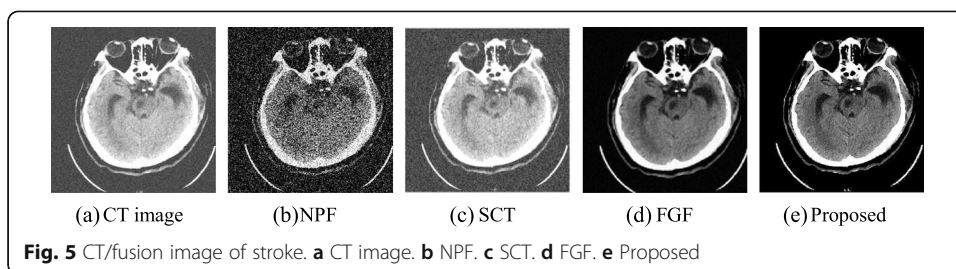 (a) CT image (b) NPF (c) SCT (d) FGF (e) Proposed
Fig. 5 CT/fusion image of stroke. a CT image. b NPF. c SCT. d FGF. e Proposed